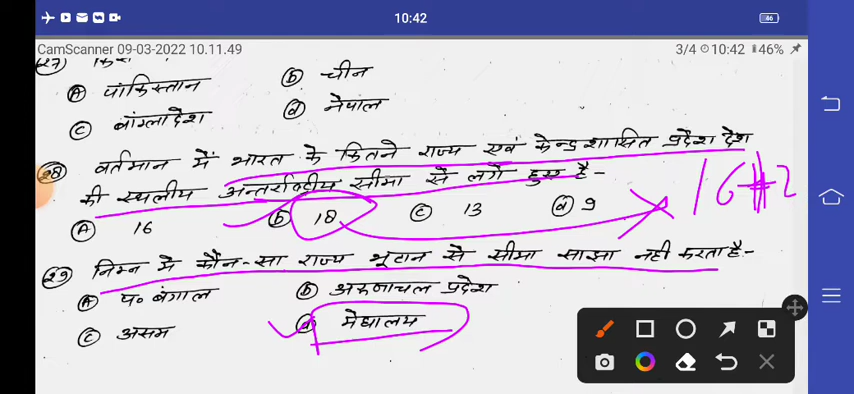 10:42
46
CamScanner 09-03-2022 10.11.49
3/4 10:42 46%
27)
A पाकिस्तान b चीन
C बांग्लादेश d नेपाल
28 वर्तमान में भारत के कितने राज्य एवं केन्द्रशासित प्रदेश देश
की स्थलीय अन्तर्राष्ट्रीय सीमा से लगे हुए है-
A 16 b 18 C 13 d 9
16+2
29 निम्न मे कौन-सा राज्य भूटान से सीमा साझा नही करता है-
A प० बंगाल b अरुणाचल प्रदेश
C असम d मेघालय